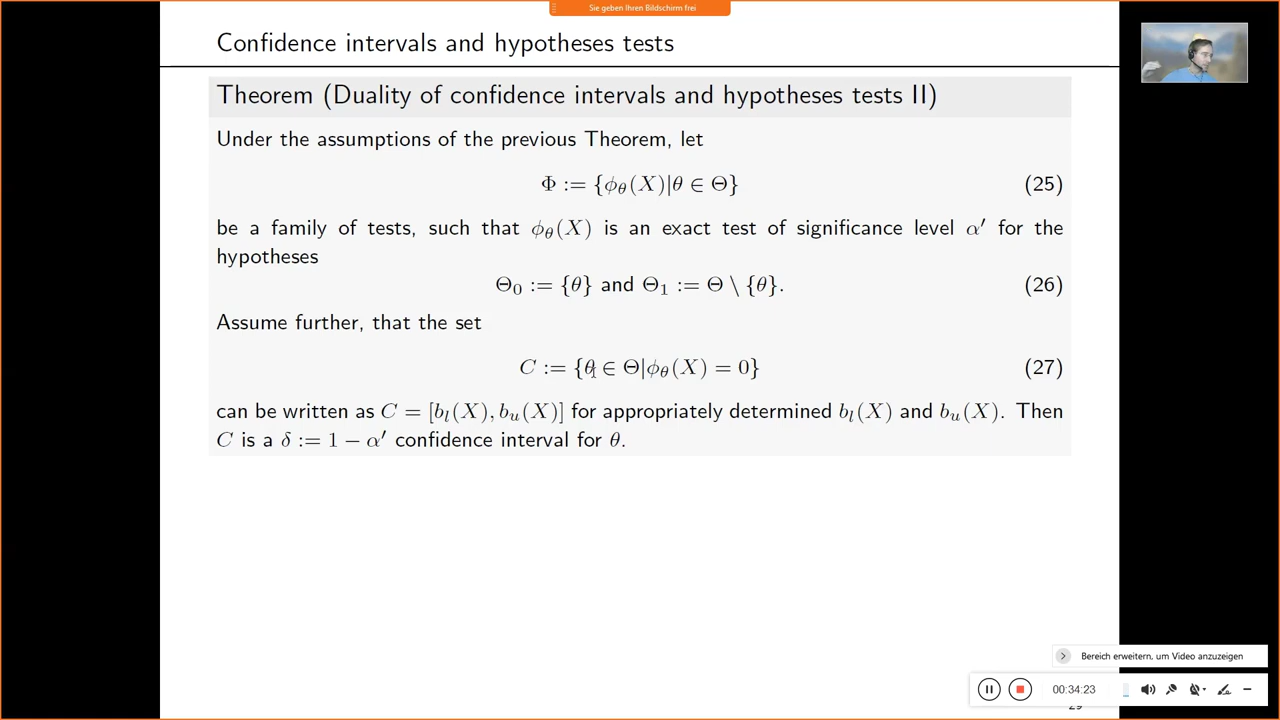 Sie geben Ihren Bildschirm frei
Confidence intervals and hypotheses tests
Theorem (Duality of confidence intervals and hypotheses tests II)
Under the assumptions of the previous Theorem, let
Φ := {ϕ_θ(X)|θ ∈ Θ} (25)
be a family of tests, such that ϕ_θ(X) is an exact test of significance level α′ for the
hypotheses
Θ₀ := {θ} and Θ₁ := Θ \ {θ}. (26)
Assume further, that the set
C := {θ ∈ Θ|ϕ_θ(X) = 0} (27)
can be written as C = [b_l(X), b_u(X)] for appropriately determined b_l(X) and b_u(X). Then
C is a δ := 1 − α′ confidence interval for θ.
Bereich erweitern, um Video anzuzeigen
00:34:23
29